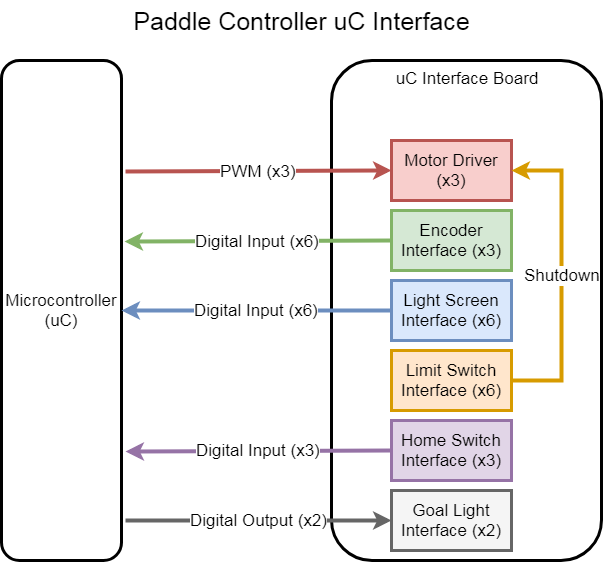 Paddle Controller uC Interface
uC Interface Board
Microcontroller
(uC)
PWM (x3)
Motor Driver
(x3)
Digital Input (x6)
Encoder
Interface (x3)
Shutdown
Digital Input (x6)
Light Screen
Interface (x6)
Limit Switch
Interface (x6)
Digital Input (x3)
Home Switch
Interface (x3)
Digital Output (x2)
Goal Light
Interface (x2)